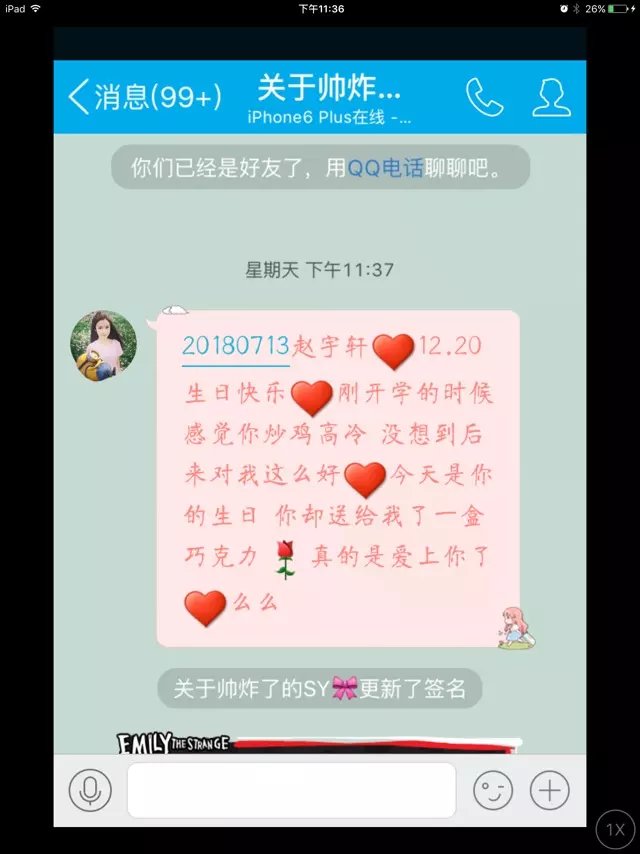 iPad 下午11:36 26%
消息(99+) 关于帅炸...
iPhone6 Plus在线 -...
你们已经是好友了，用QQ电话聊聊吧。
星期天 下午11:37
20180713赵宇轩❤️12.20
生日快乐❤️刚开学的时候
感觉你炒鸡高冷 没想到后
来对我这么好❤️今天是你
的生日 你却送给我了一盒
巧克力🌹 真的是爱上你了
❤️么么
关于帅炸了的SY🎀更新了签名
EMILY THE STRANGE
1X